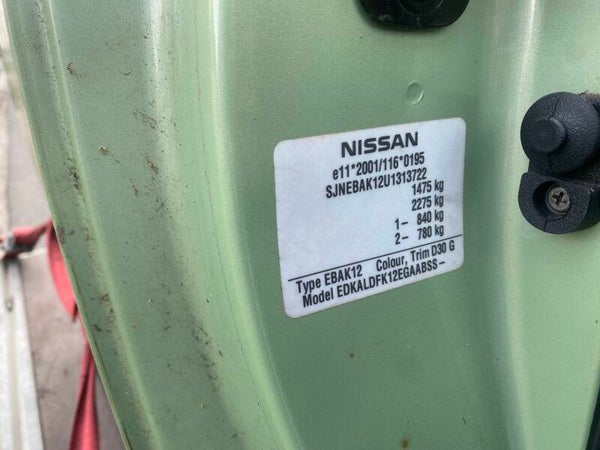 NISSAN
e11*2001/116*0195
SJNEBAK12U1313722
1475 kg
2275 kg
1- 840 kg
2- 780 kg
Type EBAK12 Colour, Trim D30 G
Model EDKALDFK12EGAABSS-